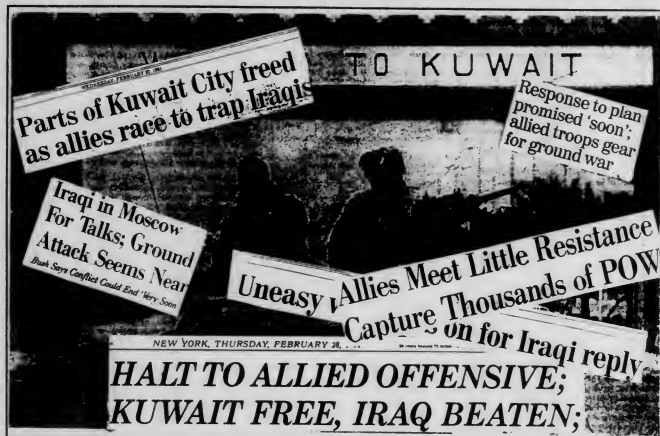 TO KUWAIT
WEDNESDAY, FEBRUARY
Parts of Kuwait City freed
as allies race to trap Iraqis
Response to plan
promised 'soon';
allied troops gear
for ground war
Iraqi in Moscow
For Talks; Ground
Attack Seems Near
Bush Says Conflict Could End 'Very Soon
Uneasy
Allies Meet Little Resistance
Capture Thousands of POW
on for Iraqi reply
NEW YORK, THURSDAY, FEBRUARY 28,
HALT TO ALLIED OFFENSIVE;
KUWAIT FREE, IRAQ BEATEN;